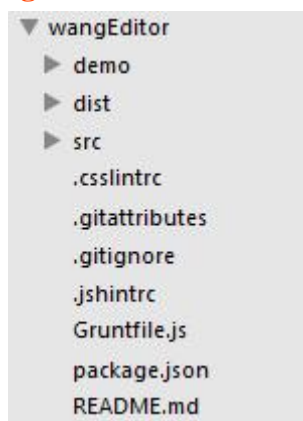 wangEditor
demo
dist
src
.csslintrc
.gitattributes
.gitignore
.jshintrc
Gruntfile.js
package.json
README.md